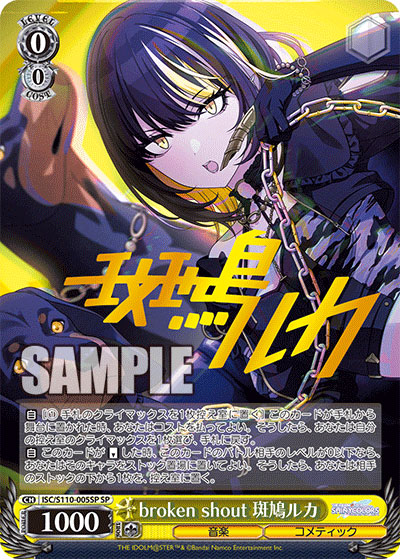 LEVEL
0
0
COST
斑鳩ルカ
SAMPLE
自 [(1) 手札のクライマックスを1枚控え室に置く] このカードが手札から
舞台に置かれた時、あなたはコストを払ってよい。そうしたら、あなたは自分
の控え室のクライマックスを1枚選び、手札に戻す。
自 このカードが した時、このカードのバトル相手のレベルが0以下なら、
あなたはそのキャラをストック置場に置いてよい。そうしたら、あなたは相手
のストックの下から1枚を、控え室に置く。
CH ISC/S110-005SP SP
broken shout 斑鳩ルカ
SHINYCOLORS
POWER
1000
SOUL
音楽
コメティック
THE IDOLM@STER™& ©Bandai Namco Entertainment Inc.